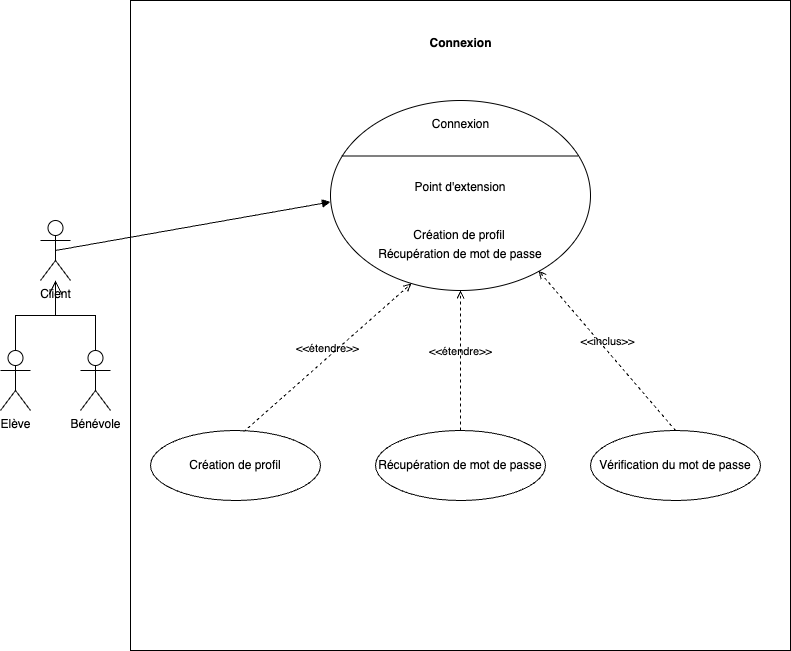 Connexion
Connexion
Point d'extension
Création de profil
Récupération de mot de passe
Client
<<étendre>>
<<étendre>>
<<inclus>>
Elève
Bénévole
Création de profil
Récupération de mot de passe
Vérification du mot de passe